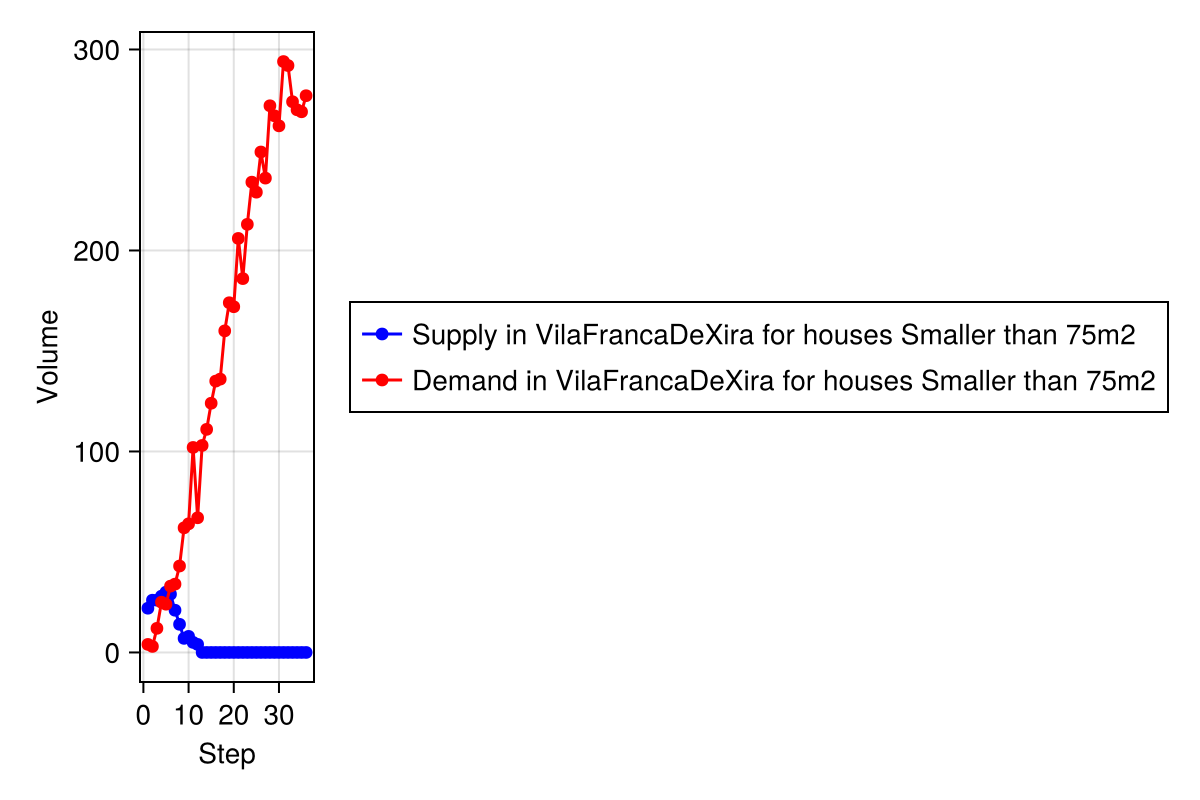 300
200
100
0
Volume
0 10 20 30
Step
Supply in VilaFrancaDeXira for houses Smaller than 75m2
Demand in VilaFrancaDeXira for houses Smaller than 75m2